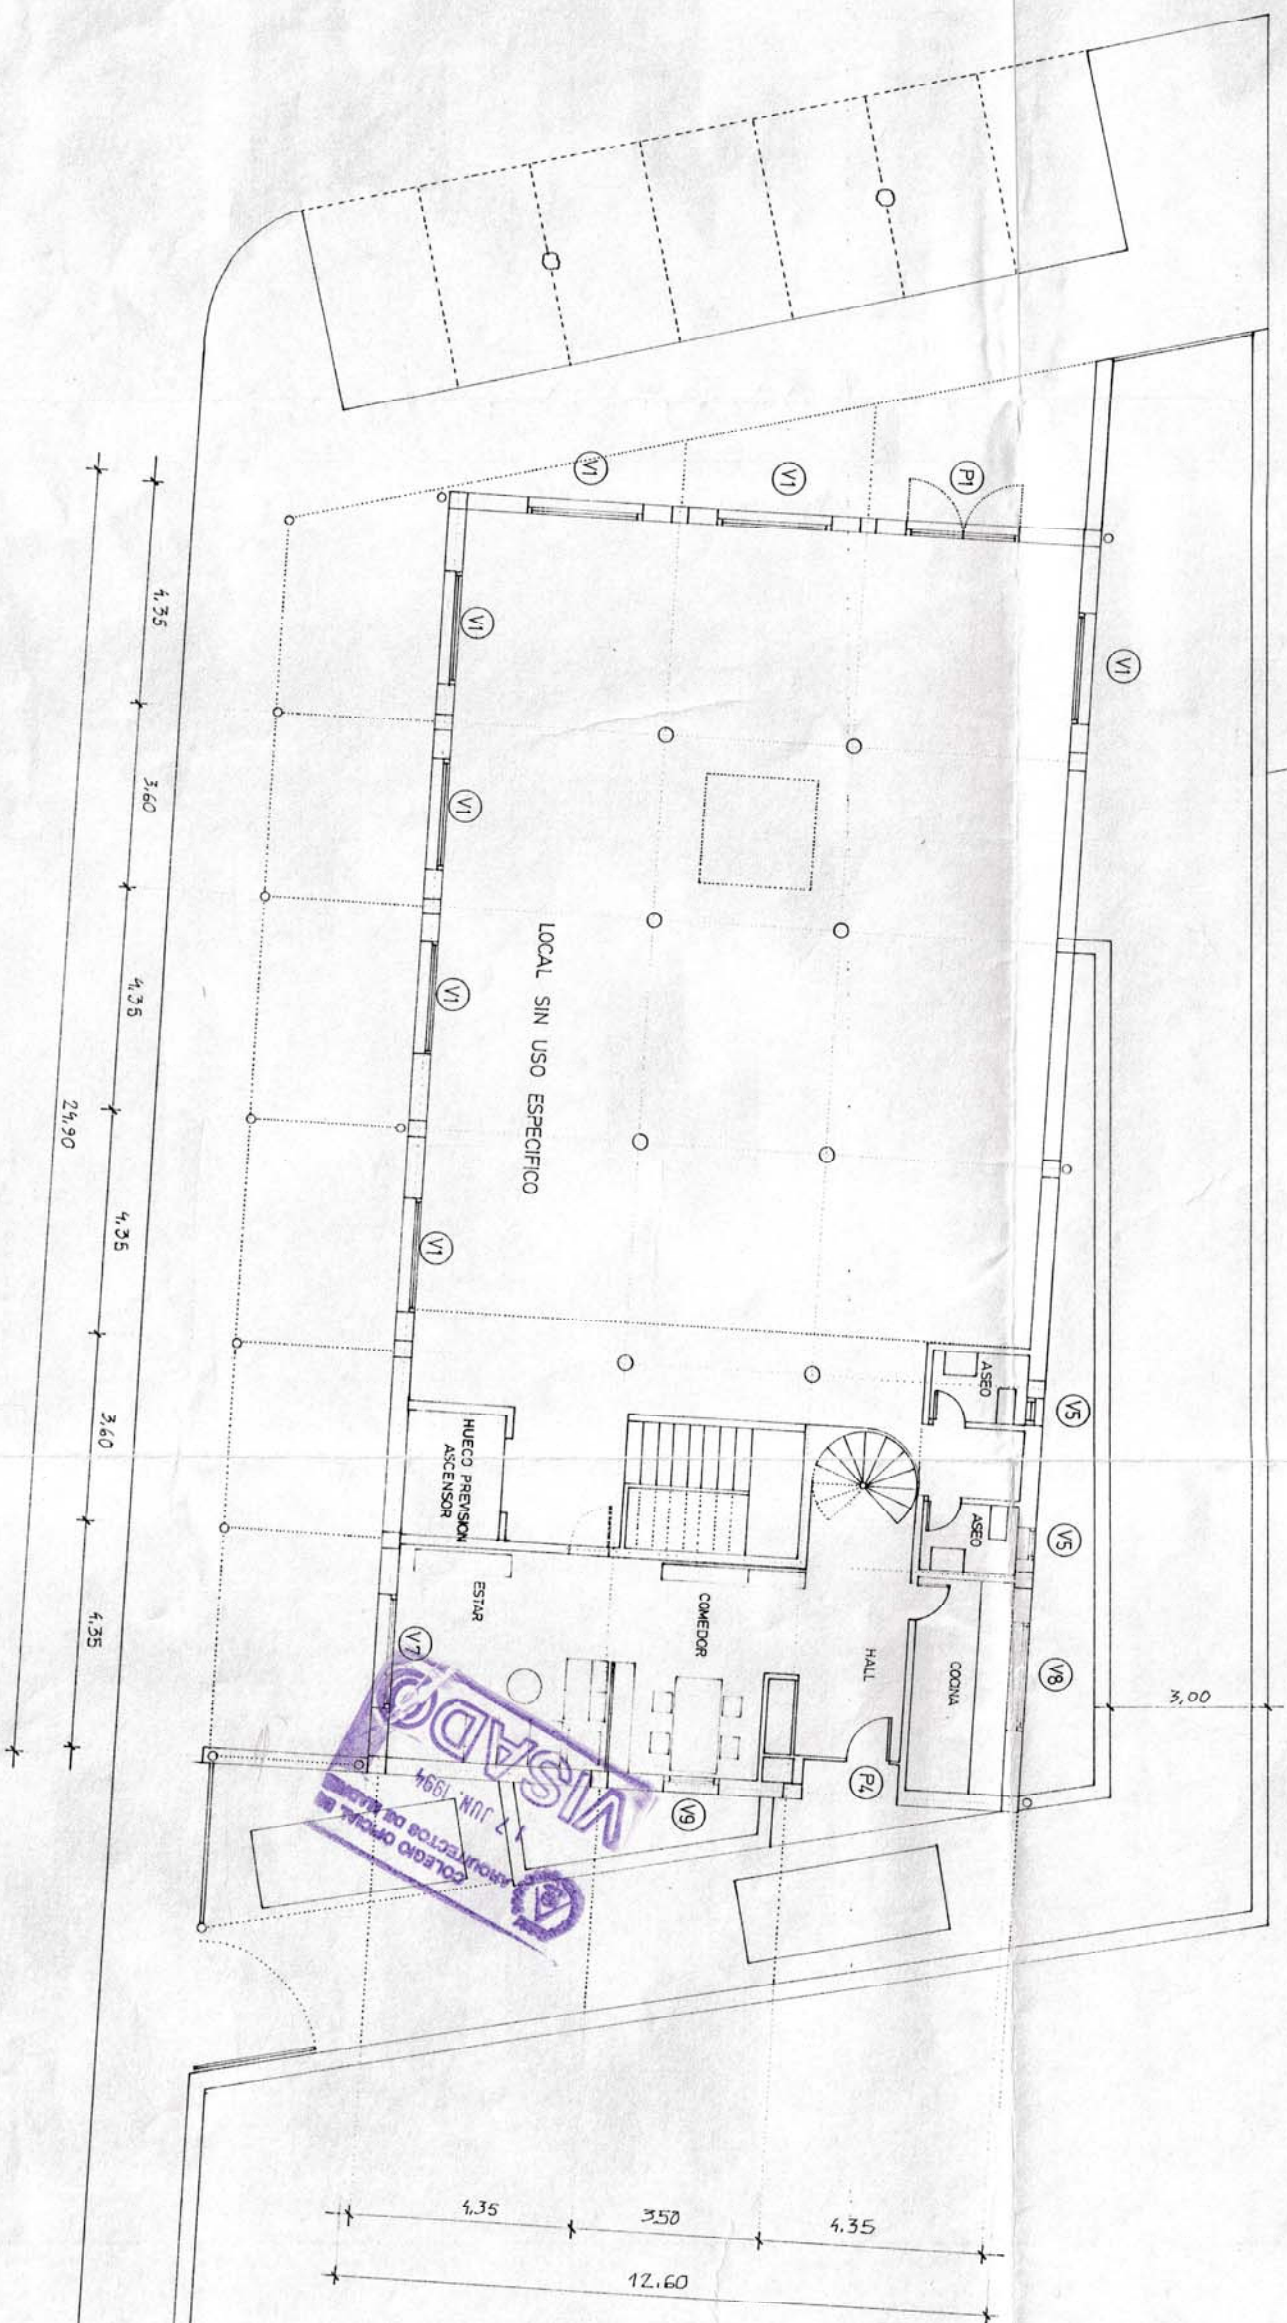 V1
V1
P1
V1
V1
V1
V1
V1
LOCAL SIN USO ESPECIFICO
ASEO
V5
ASEO
V5
HUECO PREVISION
ASCENSOR
ESTAR
COMEDOR
HALL
COCINA
V7
V8
V9
P4
3,00
4.35
3,60
4.35
4.35
3,60
4.35
24.90
4.35
350
4.35
12.60
VISADO
17 JUN. 1994
COLEGIO OFICIAL DE
ARQUITECTOS DE MADRID